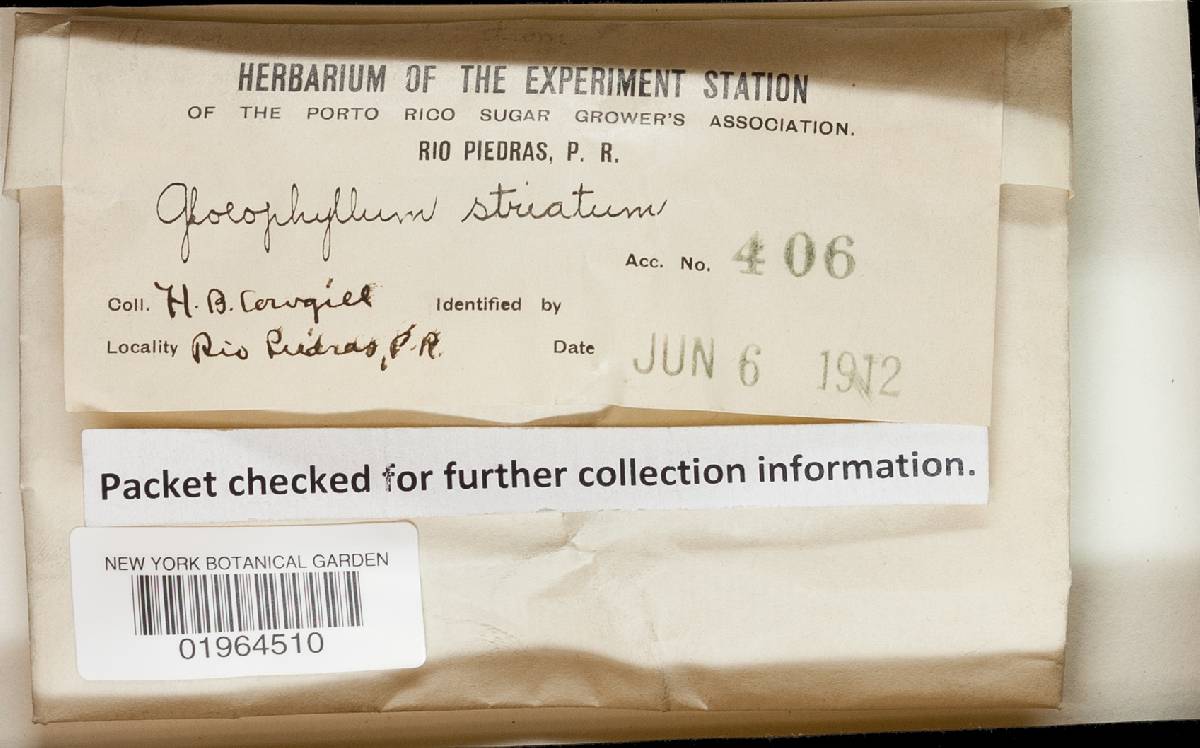 HERBARIUM OF THE EXPERIMENT STATION
OF THE PORTO RICO SUGAR GROWER'S ASSOCIATION.
RIO PIEDRAS, P. R.
Gloeophyllum striatum
Acc. No. 406
Coll. H. B. Cowgill Identified by
Locality Rio Piedras, P.R. Date JUN 6 1912
Packet checked for further collection information.
NEW YORK BOTANICAL GARDEN
01964510